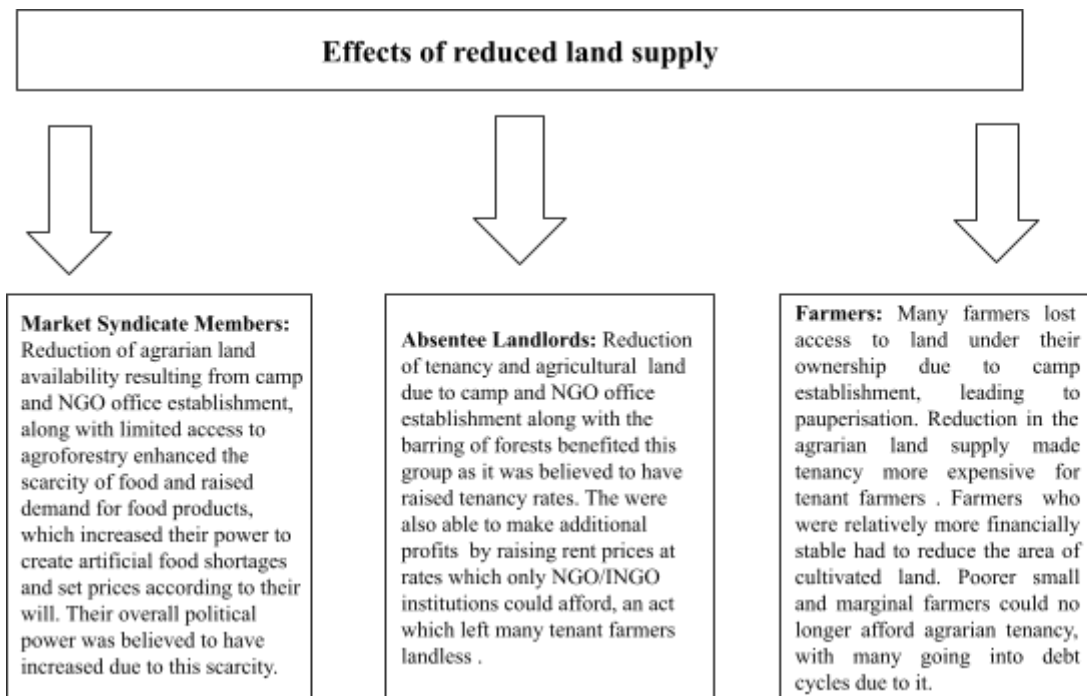 Effects of reduced land supply
Market Syndicate Members:
Reduction of agrarian land
availability resulting from camp
and NGO office establishment,
along with limited access to
agroforestry enhanced the
scarcity of food and raised
demand for food products,
which increased their power to
create artificial food shortages
and set prices according to their
will. Their overall political
power was believed to have
increased due to this scarcity.
Absentee Landlords: Reduction
of tenancy and agricultural land
due to camp and NGO office
establishment along with the
barring of forests benefited this
group as it was believed to have
raised tenancy rates. The were
also able to make additional
profits by raising rent prices at
rates which only NGO/INGO
institutions could afford, an act
which left many tenant farmers
landless .
Farmers: Many farmers lost
access to land under their
ownership due to camp
establishment, leading to
pauperisation. Reduction in the
agrarian land supply made
tenancy more expensive for
tenant farmers . Farmers who
were relatively more financially
stable had to reduce the area of
cultivated land. Poorer small
and marginal farmers could no
longer afford agrarian tenancy,
with many going into debt
cycles due to it.